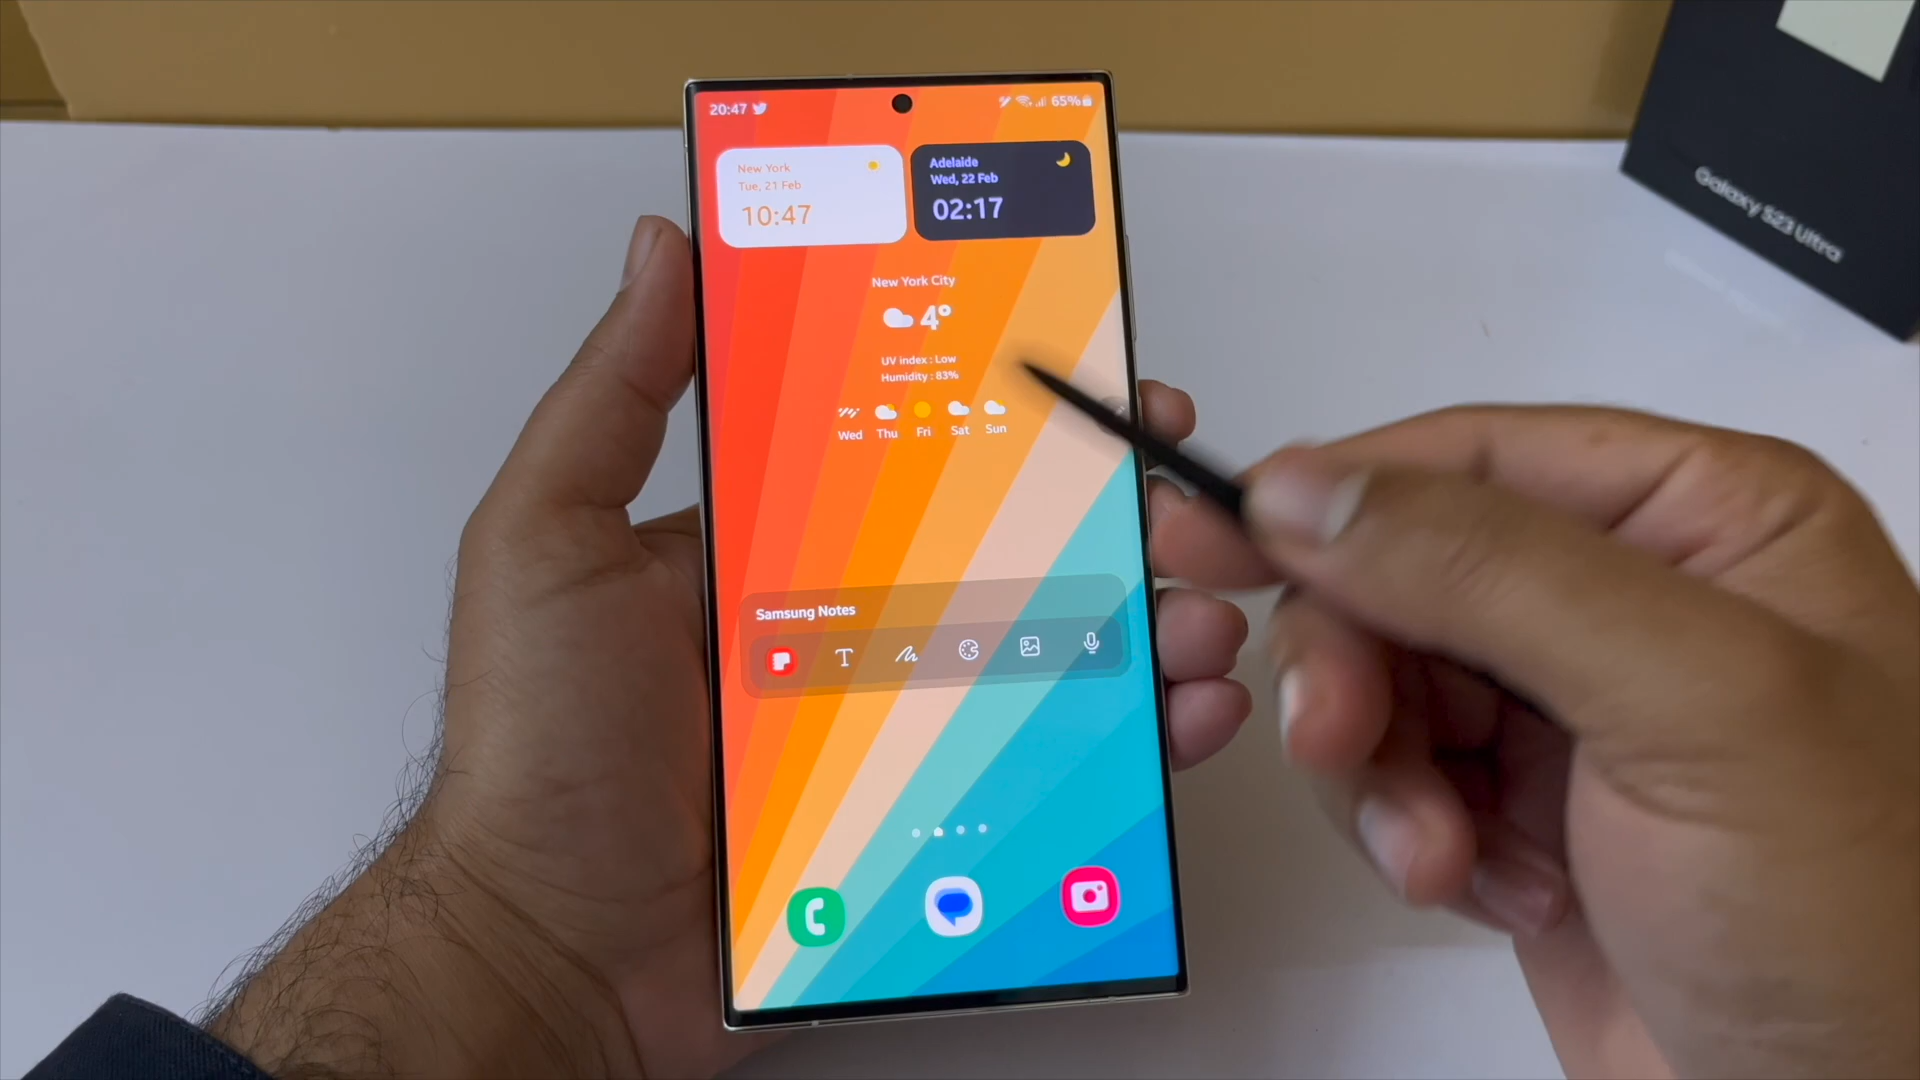 20:47
65%
New York
Tue, 21 Feb
10:47
Adelaide
Wed, 22 Feb
02:17
New York City
4°
UV index : Low
Humidity : 83%
Wed Thu Fri Sat Sun
Samsung Notes
T
Galaxy S23 Ultra